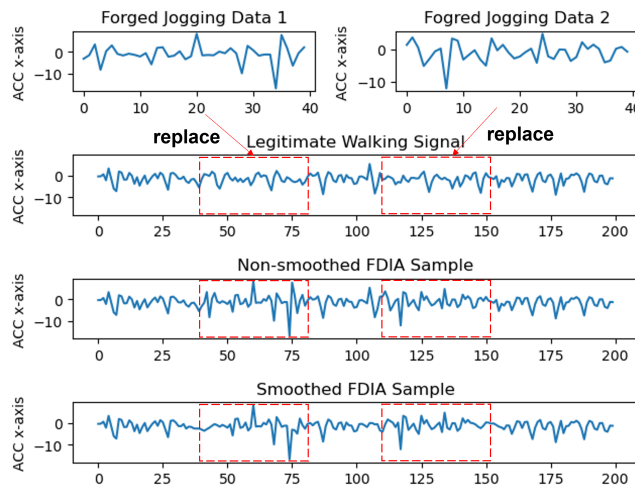 Forged Jogging Data 1
Fogred Jogging Data 2
ACC x-axis
0
−10
0 10 20 30 40
ACC x-axis
0
−10
0 10 20 30 40
replace
replace
Legitimate Walking Signal
ACC x-axis
0
−10
0 25 50 75 100 125 150 175 200
Non-smoothed FDIA Sample
ACC x-axis
0
−10
0 25 50 75 100 125 150 175 200
Smoothed FDIA Sample
ACC x-axis
0
−10
0 25 50 75 100 125 150 175 200